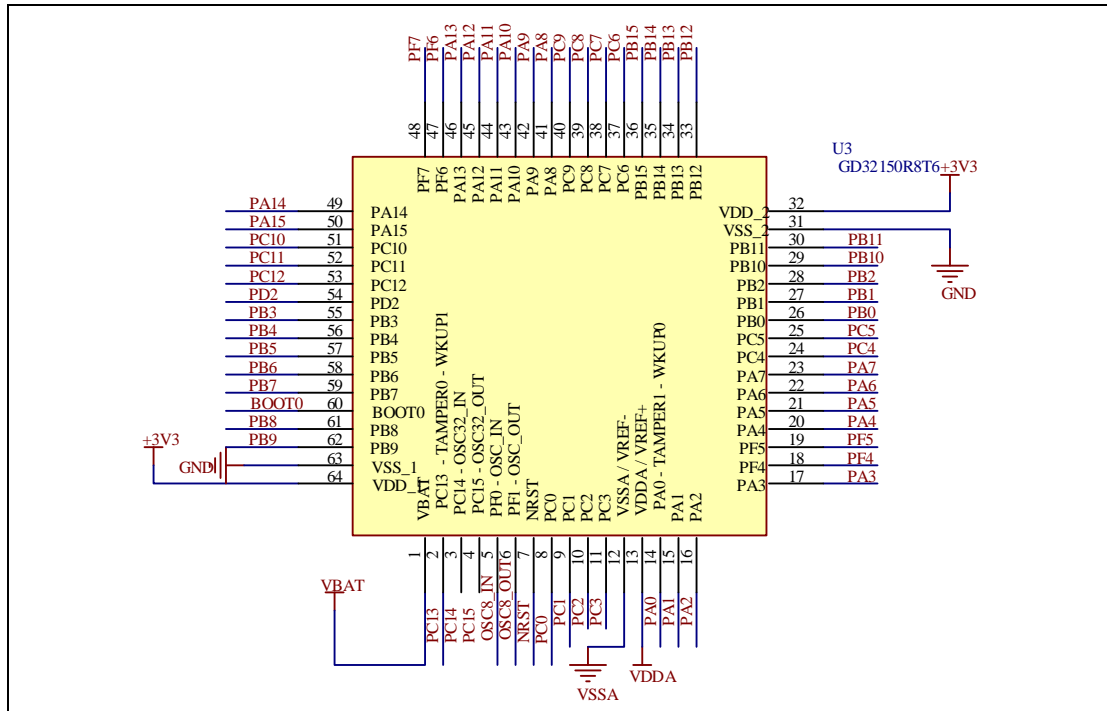 PF7 PF6 PA13 PA12 PA11 PA10 PA9 PA8 PC9 PC8 PC7 PC6 PB15 PB14 PB13 PB12
48 47 46 45 44 43 42 41 40 39 38 37 36 35 34 33
U3
GD32150R8T6
+3V3
PF7 PF6 PA13 PA12 PA11 PA10 PA9 PA8 PC9 PC8 PC7 PC6 PB15 PB14 PB13 PB12
PA14 49 PA14
PA15 50 PA15
PC10 51 PC10
PC11 52 PC11
PC12 53 PC12
PD2 54 PD2
PB3 55 PB3
PB4 56 PB4
PB5 57 PB5
PB6 58 PB6
PB7 59 PB7
BOOT0 60 BOOT0
PB8 61 PB8
PB9 62 PB9
+3V3
GND 63 VSS_1
64 VDD_1
VDD_2 32
VSS_2 31
PB11 30 PB11
PB10 29 PB10
PB2 28 PB2
PB1 27 PB1
PB0 26 PB0
PC5 25 PC5
PC4 24 PC4
PA7 23 PA7
PA6 22 PA6
PA5 21 PA5
PA4 20 PA4
PF5 19 PF5
PF4 18 PF4
PA3 17 PA3
GND
VBAT
PC13 - TAMPER0 - WKUP1
PC14 - OSC32_IN
PC15 - OSC32_OUT
PF0 - OSC_IN
PF1 - OSC_OUT
NRST
PC0
PC1
PC2
PC3
VSSA / VREF-
VDDA / VREF+
PA0 - TAMPER1 - WKUP0
PA1
PA2
1 2 3 4 5 6 7 8 9 10 11 12 13 14 15 16
VBAT
PC13 PC14 PC15 OSC8_IN OSC8_OUT NRST PC0 PC1 PC2 PC3 PA0 PA1 PA2
VSSA
VDDA